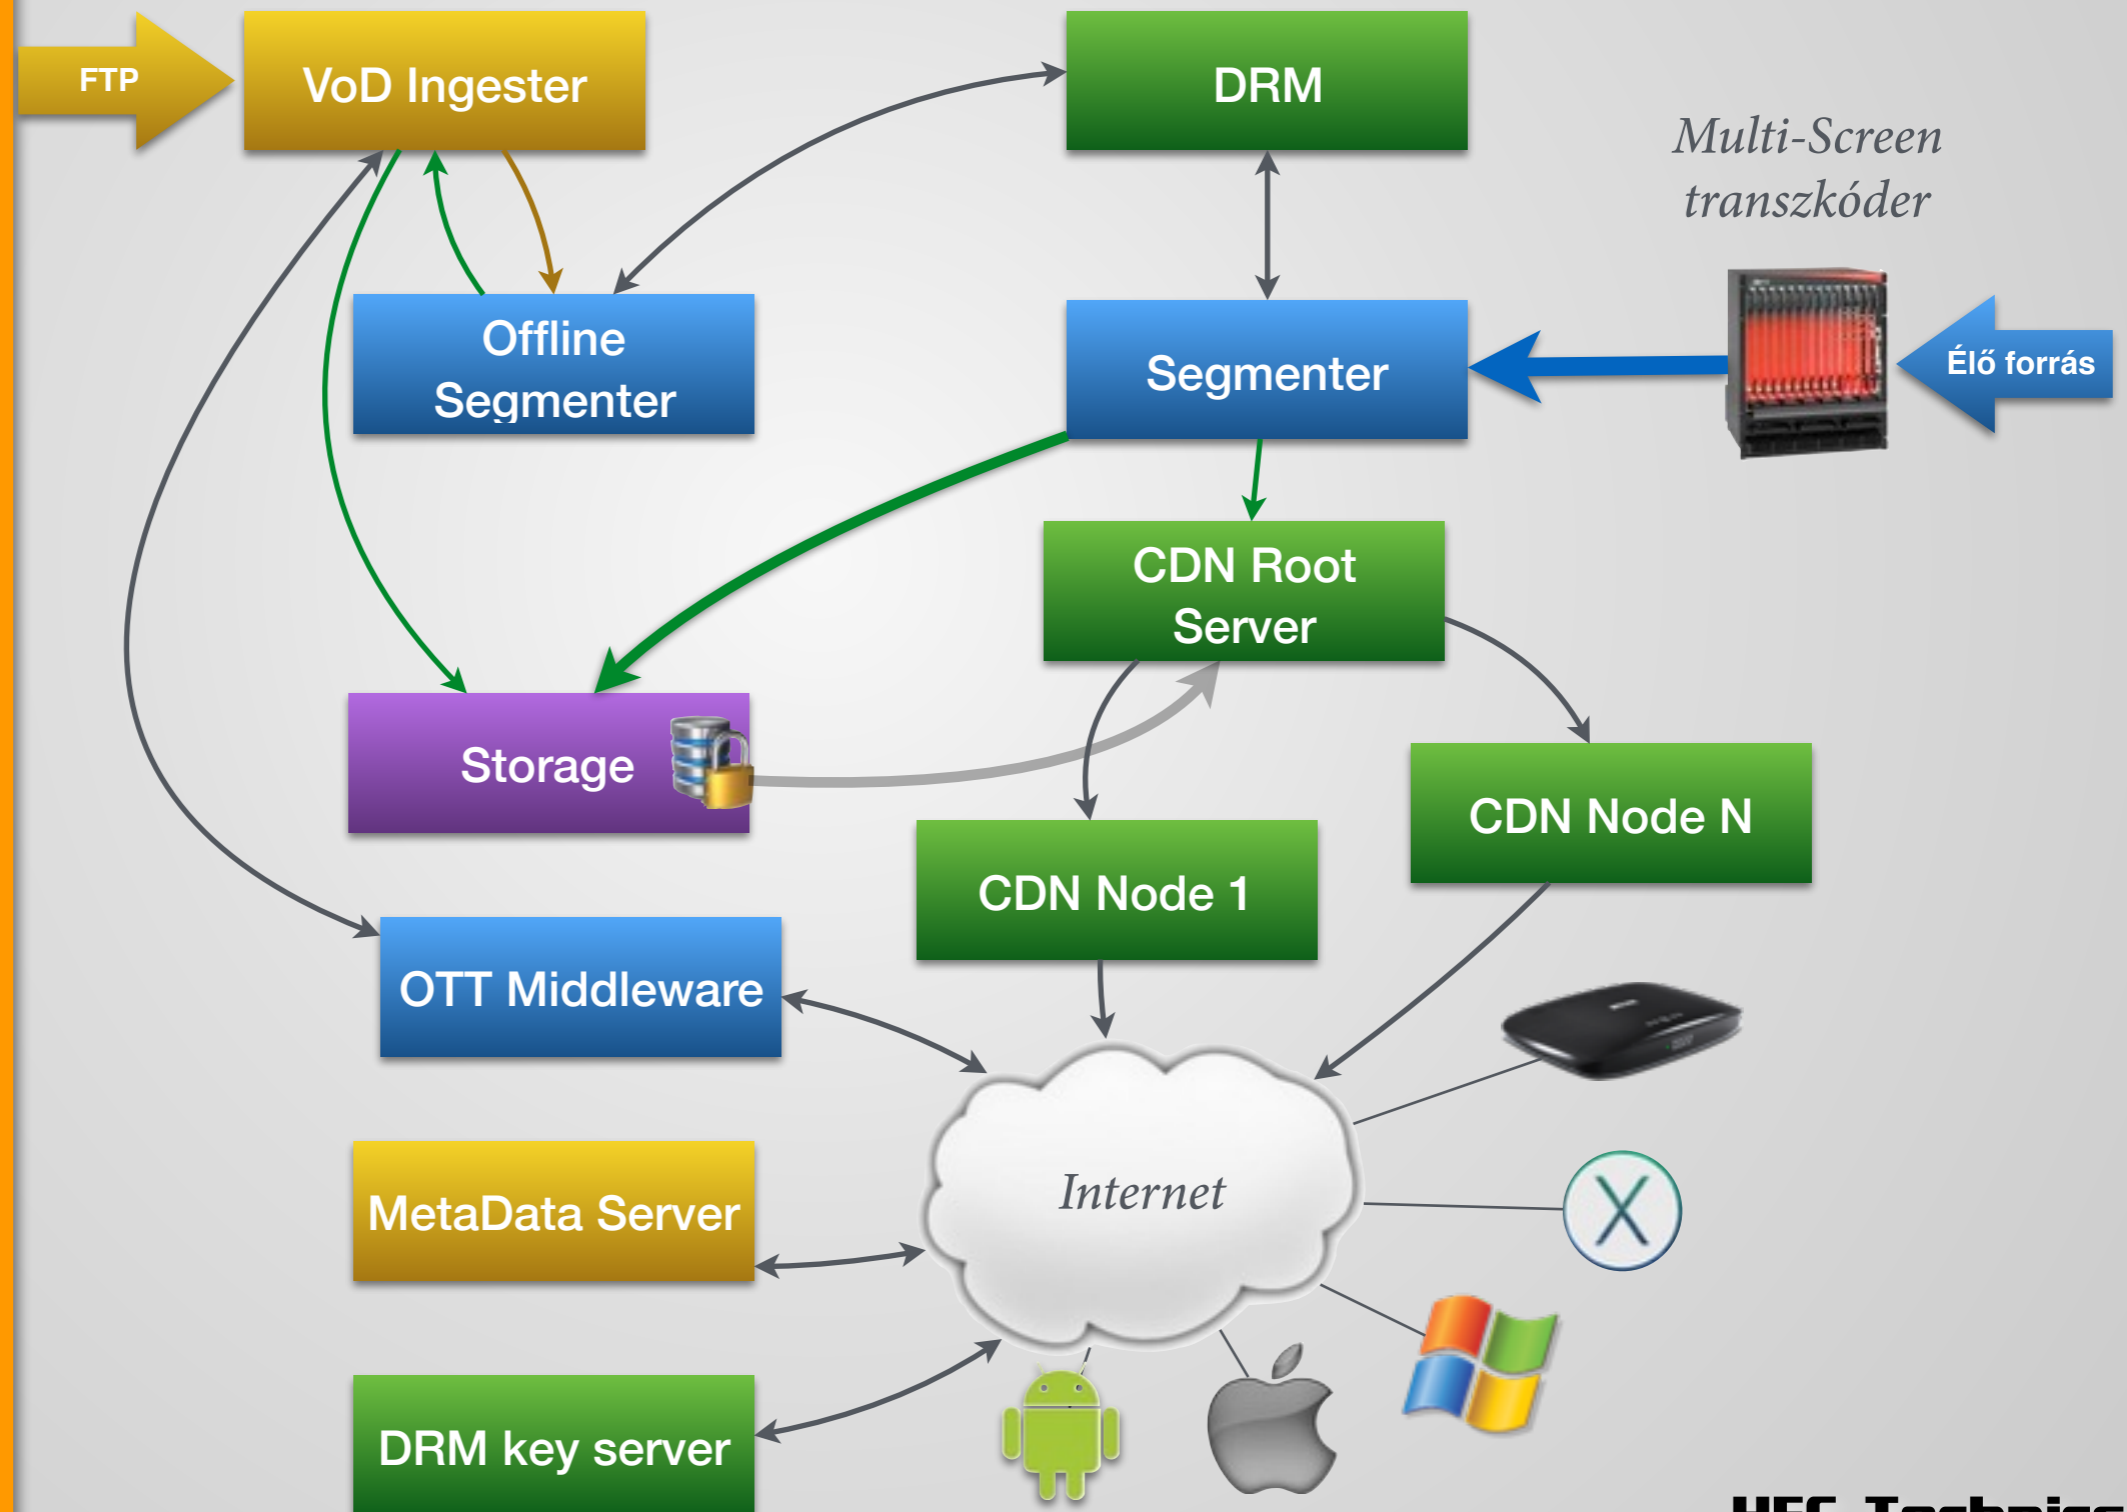 FTP
VoD Ingester
DRM
Multi-Screen
transzkóder
Offline
Segmenter
Segmenter
Élő forrás
CDN Root
Server
Storage
CDN Node N
CDN Node 1
OTT Middleware
MetaData Server
Internet
DRM key server